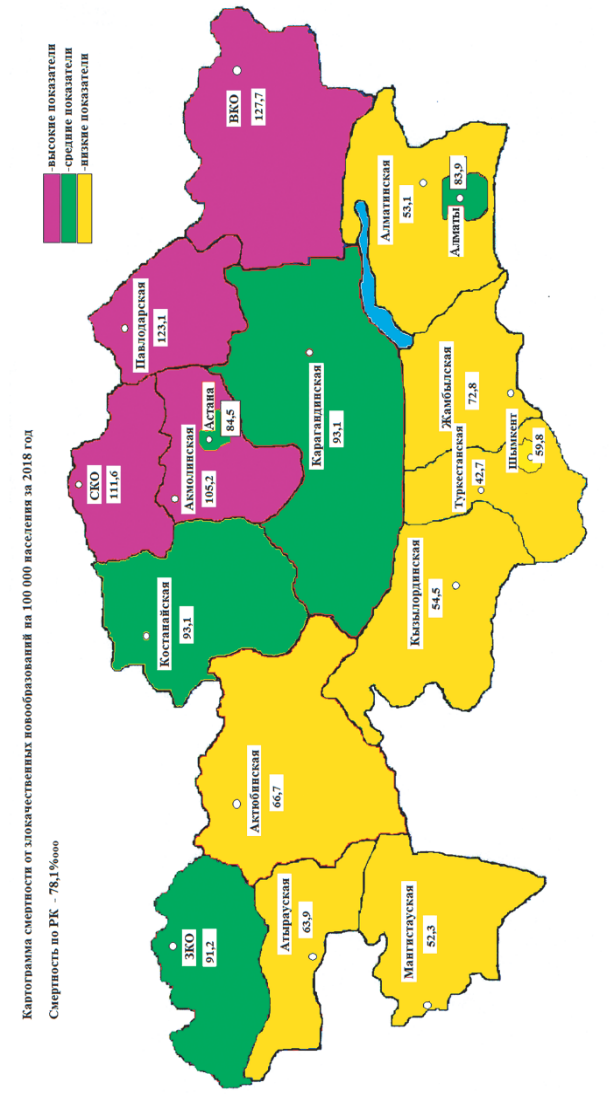 Картограмма смертности от злокачественных новообразований на 100 000 населения за 2018 год
Смертность по РК - 78,1%ооо
-высокие показатели
-средние показатели
-низкие показатели
СКО
111,6
Павлодарская
123,1
ВКО
127,7
Костанайская
93,1
Акмолинская
105,2
Астана
84,5
ЗКО
91,2
Актюбинская
66,7
Карагандинская
93,1
Атырауская
63,9
Мангистауская
52,3
Кызылординская
54,5
Туркестанская
42,7
Шымкент
59,8
Жамбылская
72,8
Алматинская
53,1
Алматы
83,9